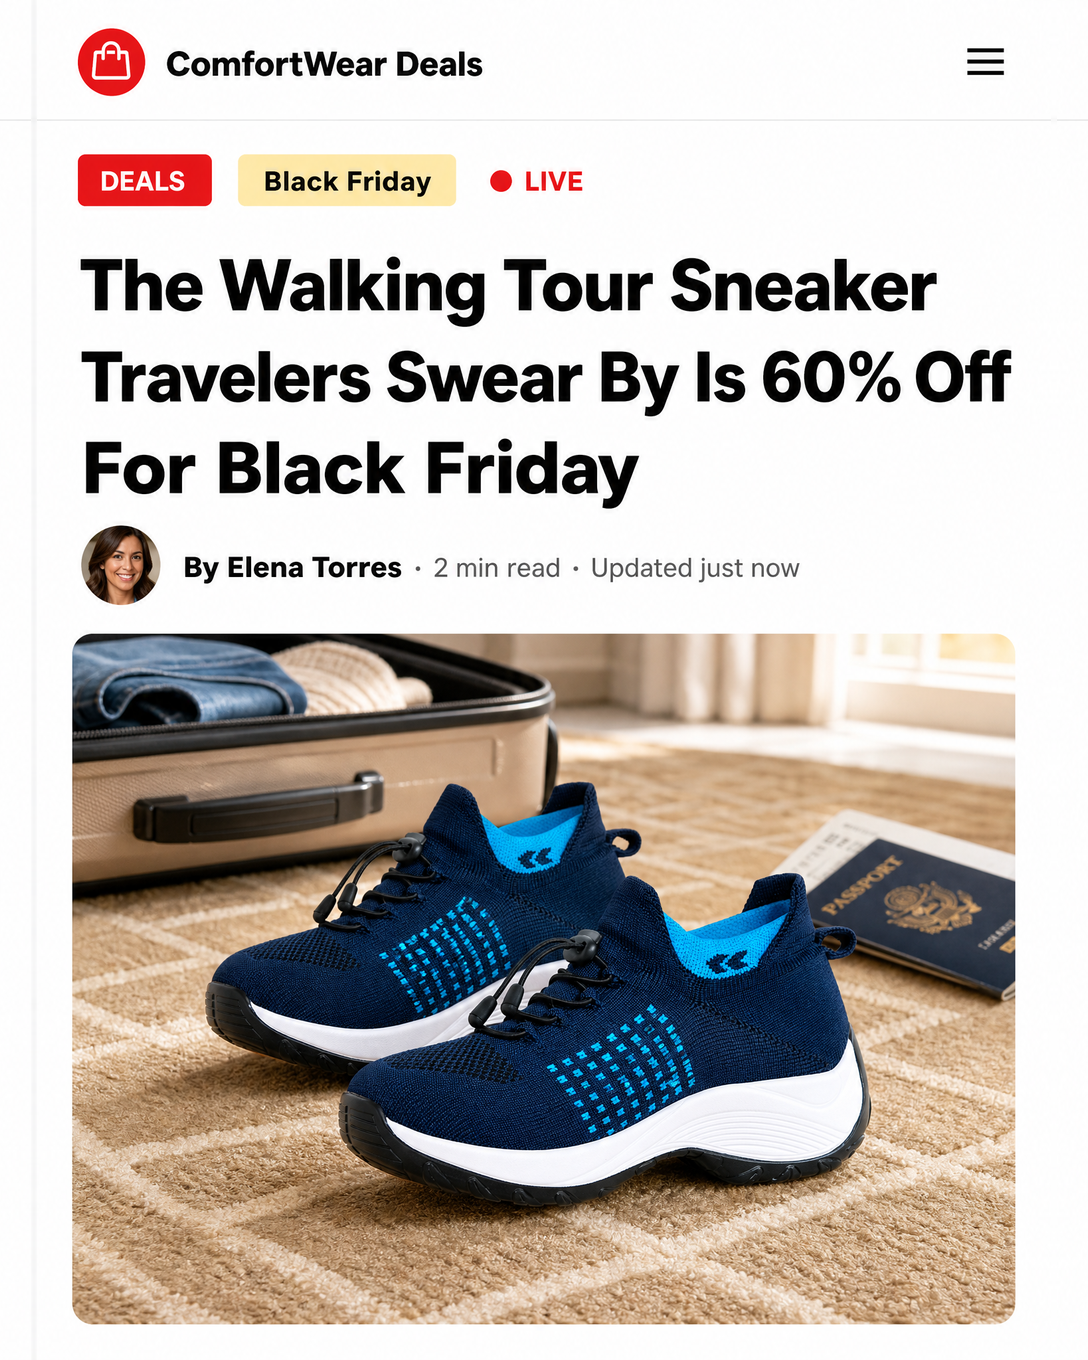 ComfortWear Deals
DEALS
Black Friday
LIVE
The Walking Tour Sneaker
Travelers Swear By Is 60% Off
For Black Friday
By Elena Torres · 2 min read · Updated just now
PASSPORT